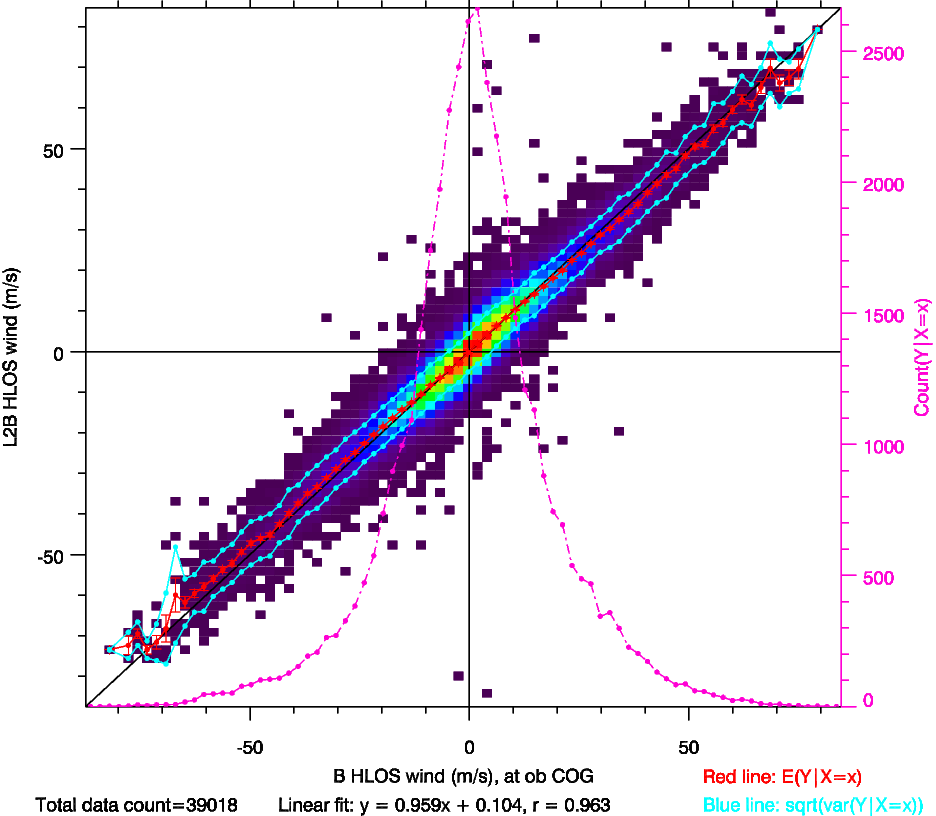 2500
50
2000
L2B HLOS wind (m/s)
1500
Count(Y|X=x)
0
1000
-50
500
0
-50 0 50
B HLOS wind (m/s), at ob COG
Red line: E(Y|X=x)
Total data count=39018 Linear fit: y = 0.959x + 0.104, r = 0.963
Blue line: sqrt(var(Y|X=x))